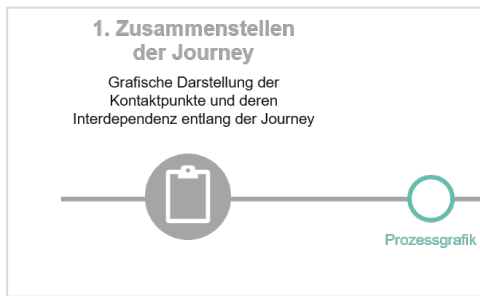 1. Zusammenstellen
der Journey
Grafische Darstellung der
Kontaktpunkte und deren
Interdependenz entlang der Journey
Prozessgrafik